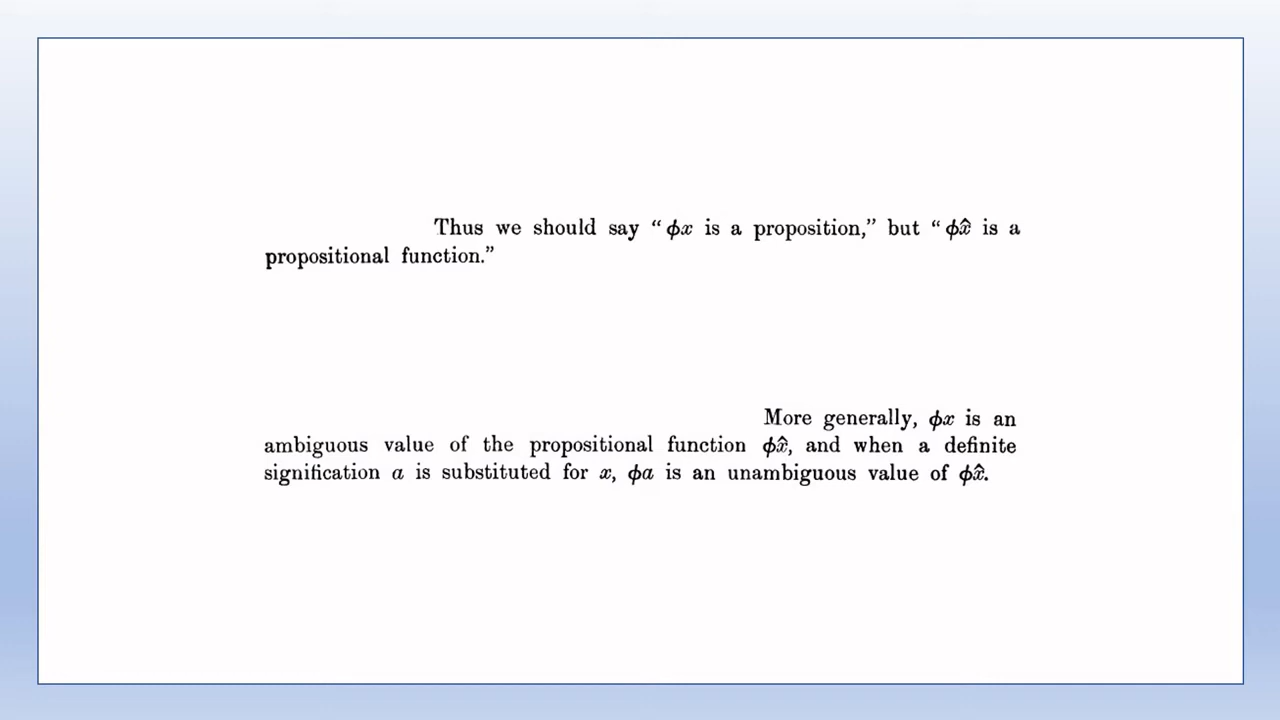 Thus we should say “ϕx is a proposition,” but “ϕx̂ is a
propositional function.”
More generally, ϕx is an
ambiguous value of the propositional function ϕx̂, and when a definite
signification a is substituted for x, ϕa is an unambiguous value of ϕx̂.